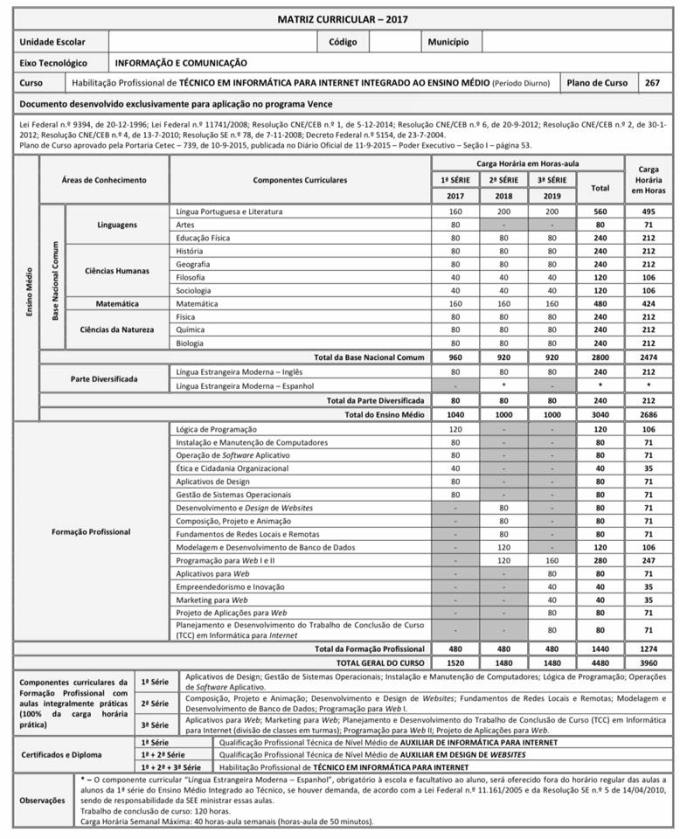 MATRIZ CURRICULAR – 2017
Unidade Escolar Código Município
Eixo Tecnológico INFORMAÇÃO E COMUNICAÇÃO
Curso Habilitação Profissional de TÉCNICO EM INFORMÁTICA PARA INTERNET INTEGRADO AO ENSINO MÉDIO (Período Diurno) Plano de Curso 267
Documento desenvolvido exclusivamente para aplicação no programa Vence
Lei Federal n.º 9394, de 20-12-1996; Lei Federal n.º 11741/2008; Resolução CNE/CEB n.º 1, de 5-12-2014; Resolução CNE/CEB n.º 6, de 20-9-2012; Resolução CNE/CEB n.º 2, de 30-1-
2012; Resolução CNE/CEB n.º 4, de 13-7-2010; Resolução SE n.º 78, de 7-11-2008; Decreto Federal n.º 5154, de 23-7-2004.
Plano de Curso aprovado pela Portaria Cetec – 739, de 10-9-2015, publicada no Diário Oficial de 11-9-2015 – Poder Executivo – Seção I – página 53.
Áreas de Conhecimento Componentes Curriculares Carga Horária em Horas-aula Carga Horária em Horas
1ª SÉRIE 2ª SÉRIE 3ª SÉRIE Total
2017 2018 2019
Ensino Médio
Base Nacional Comum
Linguagens
Língua Portuguesa e Literatura 160 200 200 560 495
Artes 80 - - 80 71
Educação Física 80 80 80 240 212
Ciências Humanas
História 80 80 80 240 212
Geografia 80 80 80 240 212
Filosofia 40 40 40 120 106
Sociologia 40 40 40 120 106
Matemática Matemática 160 160 160 480 424
Ciências da Natureza
Física 80 80 80 240 212
Química 80 80 80 240 212
Biologia 80 80 80 240 212
Total da Base Nacional Comum 960 920 920 2800 2474
Parte Diversificada
Língua Estrangeira Moderna – Inglês 80 80 80 240 212
Língua Estrangeira Moderna – Espanhol - * - * *
Total da Parte Diversificada 80 80 80 240 212
Total do Ensino Médio 1040 1000 1000 3040 2686
Formação Profissional
Lógica de Programação 120 - - 120 106
Instalação e Manutenção de Computadores 80 - - 80 71
Operação de Software Aplicativo 80 - - 80 71
Ética e Cidadania Organizacional 40 - - 40 35
Aplicativos de Design 80 - - 80 71
Gestão de Sistemas Operacionais 80 - - 80 71
Desenvolvimento e Design de Websites - 80 - 80 71
Composição, Projeto e Animação - 80 - 80 71
Fundamentos de Redes Locais e Remotas - 80 - 80 71
Modelagem e Desenvolvimento de Banco de Dados - 120 - 120 106
Programação para Web I e II - 120 160 280 247
Aplicativos para Web - - 80 80 71
Empreendedorismo e Inovação - - 40 40 35
Marketing para Web - - 40 40 35
Projeto de Aplicações para Web - - 80 80 71
Planejamento e Desenvolvimento do Trabalho de Conclusão de Curso
(TCC) em Informática para Internet - - 80 80 71
Total da Formação Profissional 480 480 480 1440 1274
TOTAL GERAL DO CURSO 1520 1480 1480 4480 3960
Componentes curriculares da Formação Profissional com aulas integralmente práticas (100% da carga horária prática)
1ª Série Aplicativos de Design; Gestão de Sistemas Operacionais; Instalação e Manutenção de Computadores; Lógica de Programação; Operações
de Software Aplicativo.
2ª Série Composição, Projeto e Animação; Desenvolvimento e Design de Websites; Fundamentos de Redes Locais e Remotas; Modelagem e
Desenvolvimento de Banco de Dados; Programação para Web I.
3ª Série Aplicativos para Web; Marketing para Web; Planejamento e Desenvolvimento do Trabalho de Conclusão de Curso (TCC) em Informática
para Internet (divisão de classes em turmas); Programação para Web II; Projeto de Aplicações para Web.
Certificados e Diploma
1ª Série Qualificação Profissional Técnica de Nível Médio de AUXILIAR DE INFORMÁTICA PARA INTERNET
1ª + 2ª Série Qualificação Profissional Técnica de Nível Médio de AUXILIAR EM DESIGN DE WEBSITES
1ª + 2ª + 3ª Série Habilitação Profissional de TÉCNICO EM INFORMÁTICA PARA INTERNET
Observações
* – O componente curricular “Língua Estrangeira Moderna – Espanhol”, obrigatório à escola e facultativo ao aluno, será oferecido fora do horário regular das aulas a
alunos da 1ª série do Ensino Médio Integrado ao Técnico, se houver demanda, de acordo com a Lei Federal n.º 11.161/2005 e da Resolução SE n.º 5 de 14/04/2010,
sendo de responsabilidade da SEE ministrar essas aulas.
Trabalho de conclusão de curso: 120 horas.
Carga Horária Semanal Máxima: 40 horas-aula semanais (horas-aula de 50 minutos).